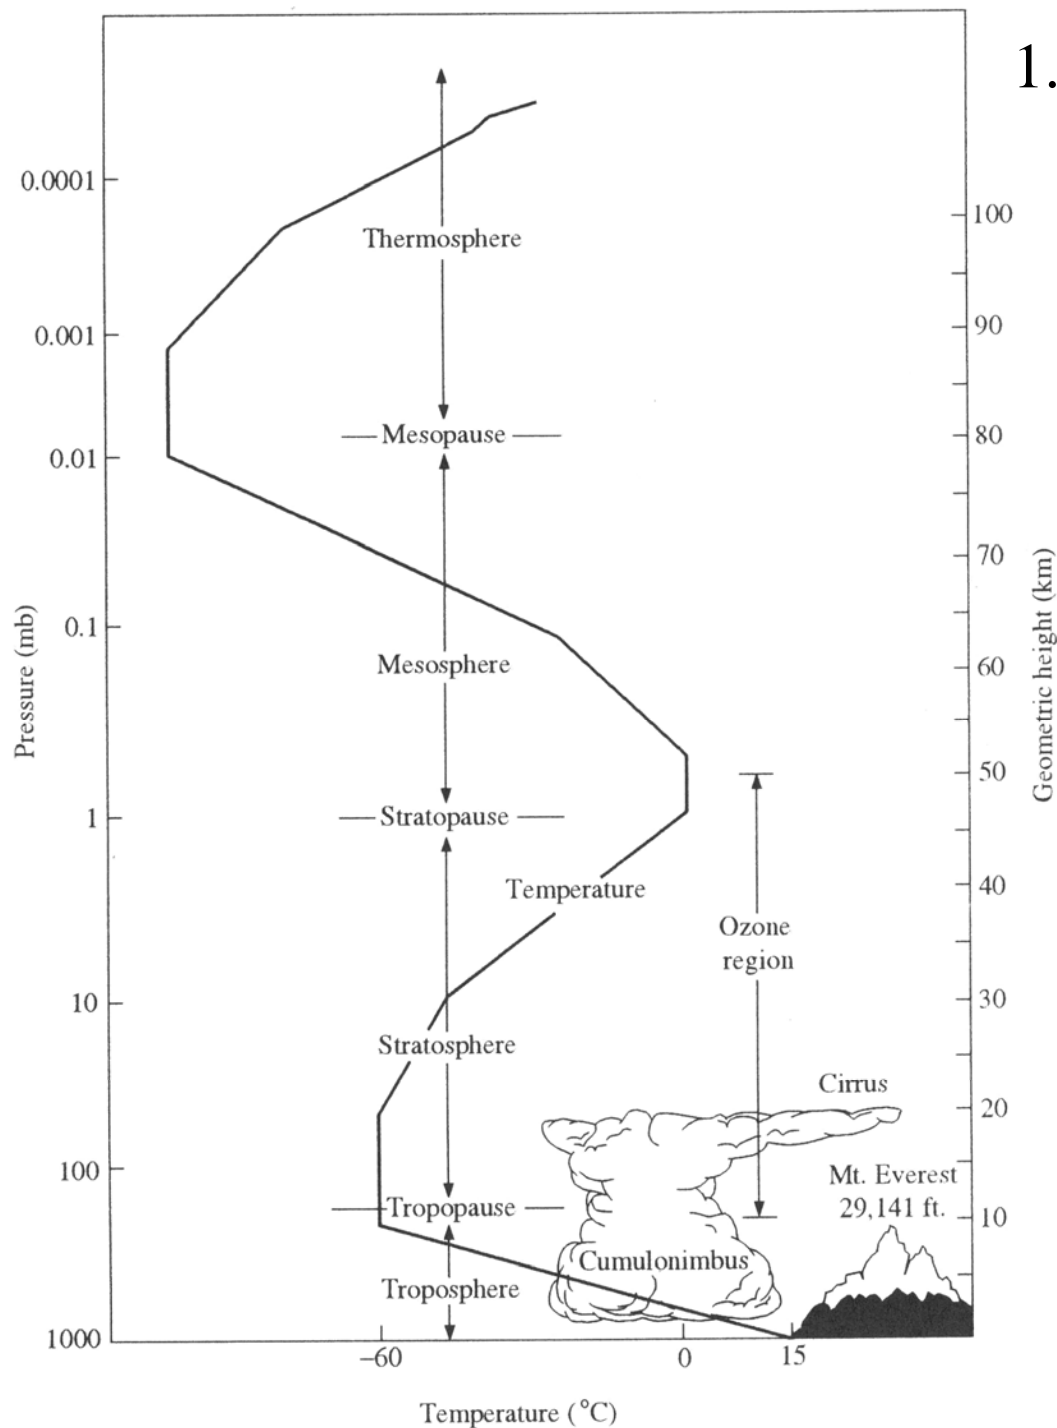 1.
0.0001
0.001
0.01
0.1
1
10
100
1000
Pressure (mb)
Thermosphere
Mesopause
Mesosphere
Stratopause
Temperature
Stratosphere
Tropopause
Troposphere
Ozone
region
Cirrus
Mt. Everest
29,141 ft.
Cumulonimbus
100
90
80
70
60
50
40
30
20
10
Geometric height (km)
–60
0
15
Temperature (°C)